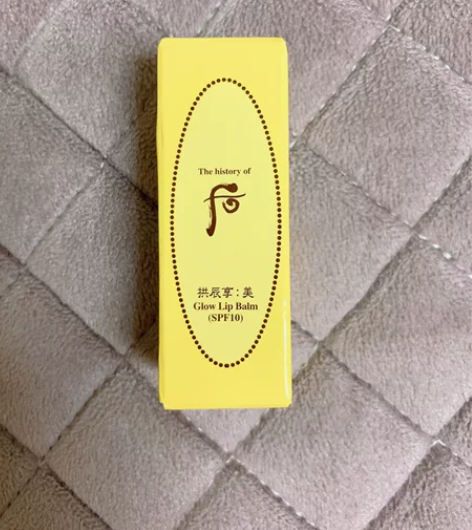 The history of
后
拱辰享:美
Glow Lip Balm
(SPF10)